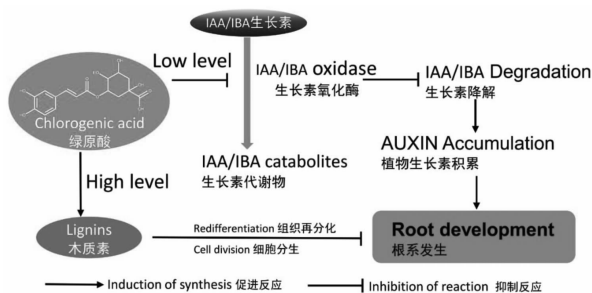 IAA/IBA生长素
Low level
IAA/IBA oxidase
生长素氧化酶
IAA/IBA Degradation
生长素降解
Chlorogenic acid
绿原酸
AUXIN Accumulation
植物生长素积累
IAA/IBA catabolites
生长素代谢物
High level
Lignins
木质素
Redifferentiation 组织再分化
Cell division 细胞分生
Root development
根系发生
Induction of synthesis 促进反应
Inhibition of reaction 抑制反应